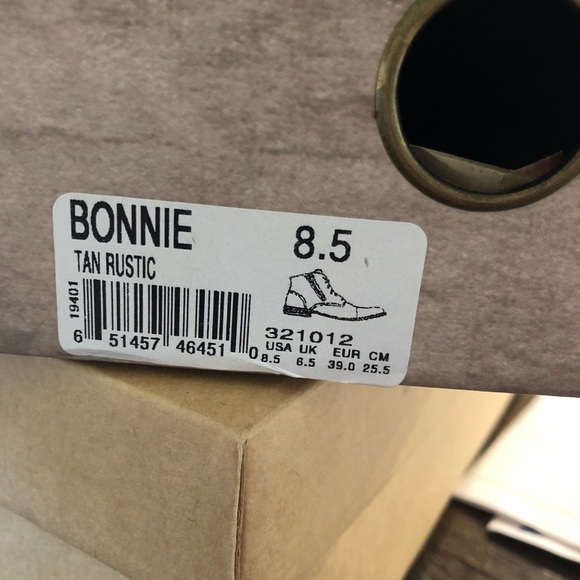 BONNIE
8.5
TAN RUSTIC
19401
6 51457 46451 0
321012
USA UK EUR CM
8.5 6.5 39.0 25.5